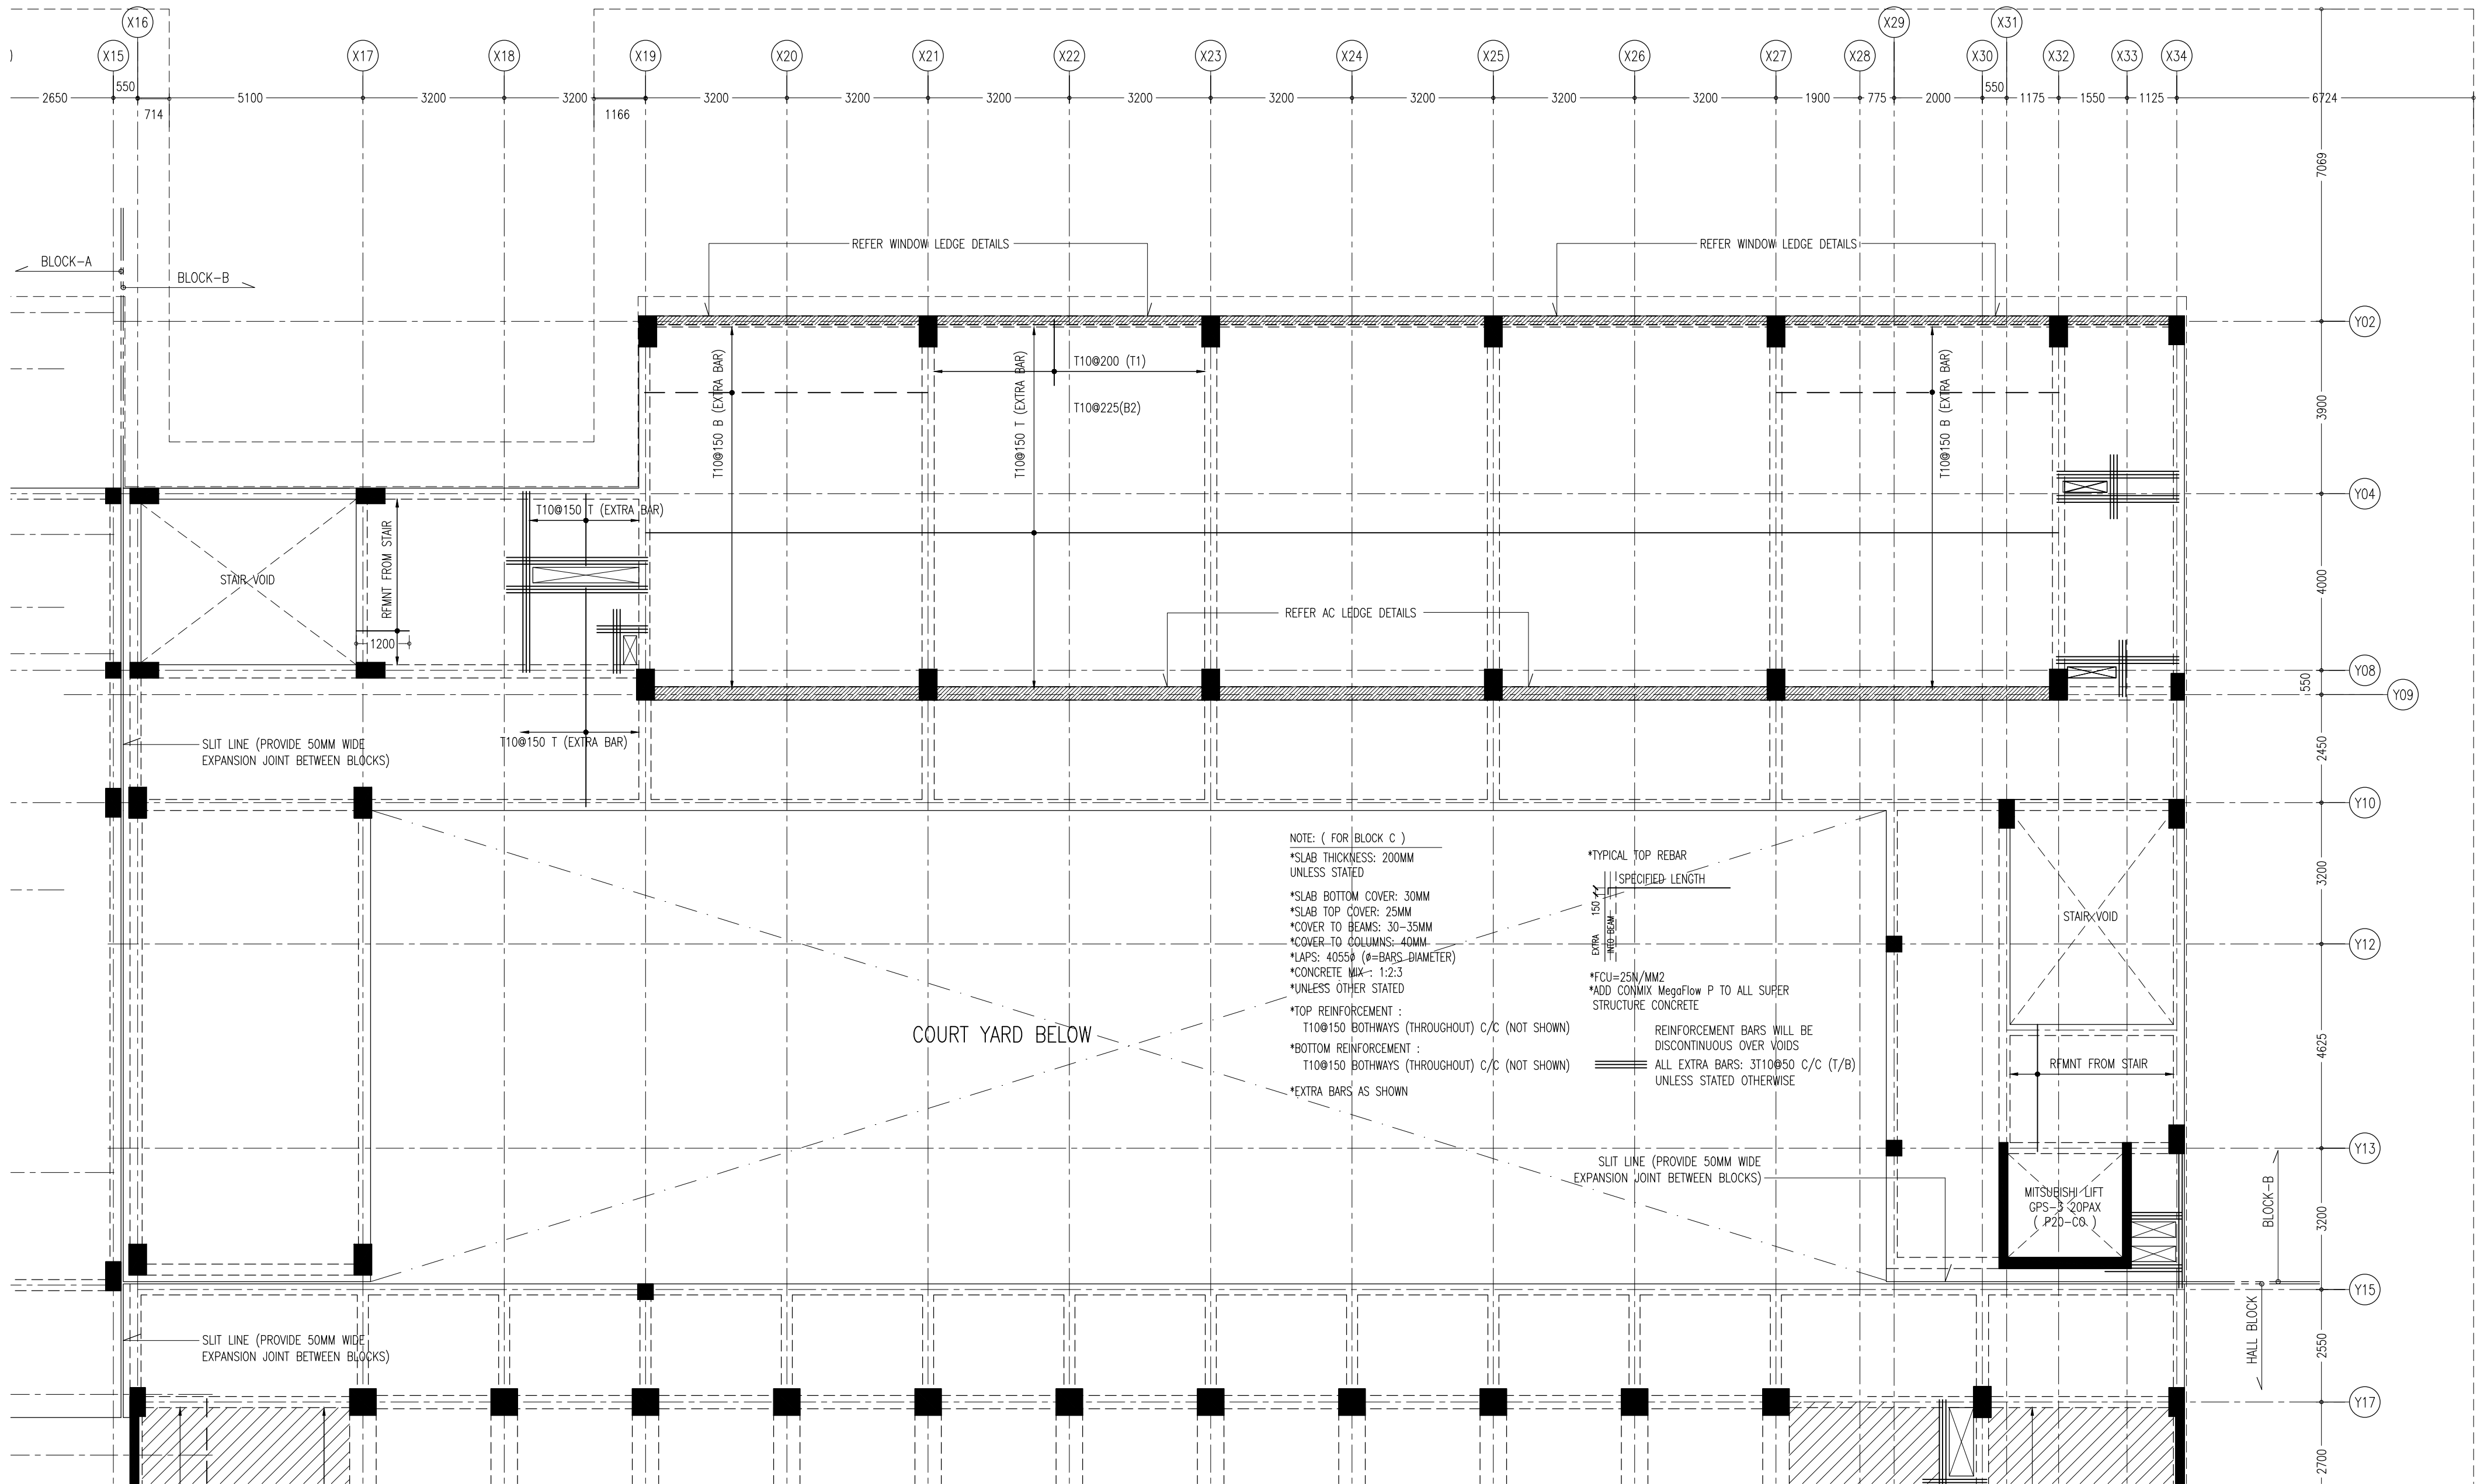 X16
X29
X31
)
X15
X17
X18
X19
X20
X21
X22
X23
X24
X25
X26
X27
X28
X30
X32
X33
X34
550
550
2650
5100
3200
3200
3200
3200
3200
3200
3200
3200
3200
3200
1900
775
2000
1175
1550
1125
6724
714
1166
7069
REFER WINDOW LEDGE DETAILS
REFER WINDOW LEDGE DETAILS
BLOCK-A
BLOCK-B
Y02
T10@150 B (EXTRA BAR)
T10@150 T (EXTRA BAR)
T10@200 (T1)
T10@225(B2)
T10@150 B (EXTRA BAR)
3900
Y04
T10@150 T (EXTRA BAR)
RFMNT FROM STAIR
STAIR VOID
4000
REFER AC LEDGE DETAILS
1200
Y08
550
Y09
T10@150 T (EXTRA BAR)
SLIT LINE (PROVIDE 50MM WIDE
EXPANSION JOINT BETWEEN BLOCKS)
2450
Y10
NOTE: ( FOR BLOCK C )
*SLAB THICKNESS: 200MM
UNLESS STATED
*SLAB BOTTOM COVER: 30MM
*SLAB TOP COVER: 25MM
*COVER TO BEAMS: 30-35MM
*COVER TO COLUMNS: 40MM
*LAPS: 4055ø (ø=BARS DIAMETER)
*CONCRETE MIX : 1:2:3
*UNLESS OTHER STATED
*TOP REINFORCEMENT :
T10@150 BOTHWAYS (THROUGHOUT) C/C (NOT SHOWN)
*BOTTOM REINFORCEMENT :
T10@150 BOTHWAYS (THROUGHOUT) C/C (NOT SHOWN)
*EXTRA BARS AS SHOWN
*TYPICAL TOP REBAR
SPECIFIED LENGTH
EXTRA 150
INTO BEAM
*FCU=25N/MM2
*ADD CONMIX MegaFlow P TO ALL SUPER
STRUCTURE CONCRETE
REINFORCEMENT BARS WILL BE
DISCONTINUOUS OVER VOIDS
ALL EXTRA BARS: 3T10@50 C/C (T/B)
UNLESS STATED OTHERWISE
3200
STAIR VOID
Y12
COURT YARD BELOW
4625
RFMNT FROM STAIR
Y13
SLIT LINE (PROVIDE 50MM WIDE
EXPANSION JOINT BETWEEN BLOCKS)
MITSUBISHI LIFT
GPS-3 20PAX
( P20-CO )
BLOCK-B
3200
Y15
HALL BLOCK
SLIT LINE (PROVIDE 50MM WIDE
EXPANSION JOINT BETWEEN BLOCKS)
2550
Y17
2700